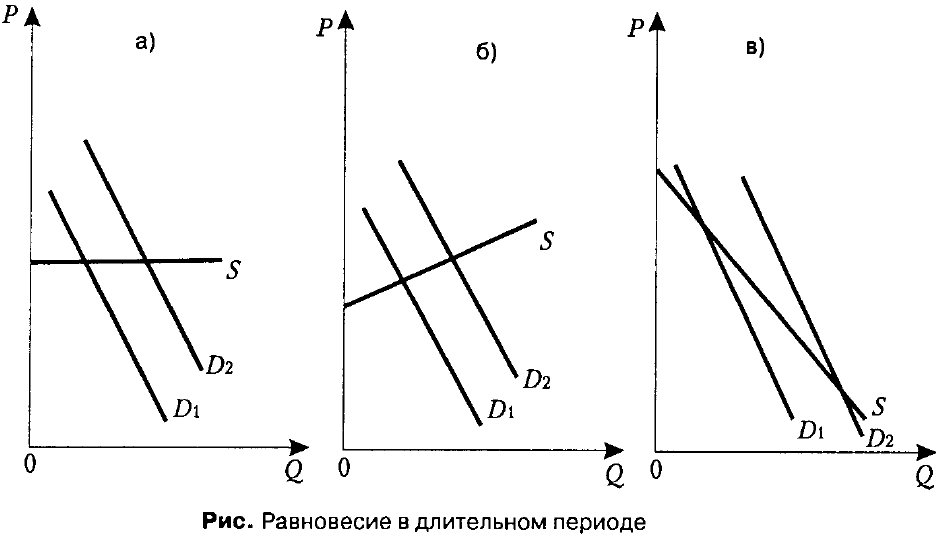 P
а)
S
D2
D1
0
Q
P
б)
S
D2
D1
0
Q
P
в)
S
D1
D2
0
Q
Рис. Равновесие в длительном периоде